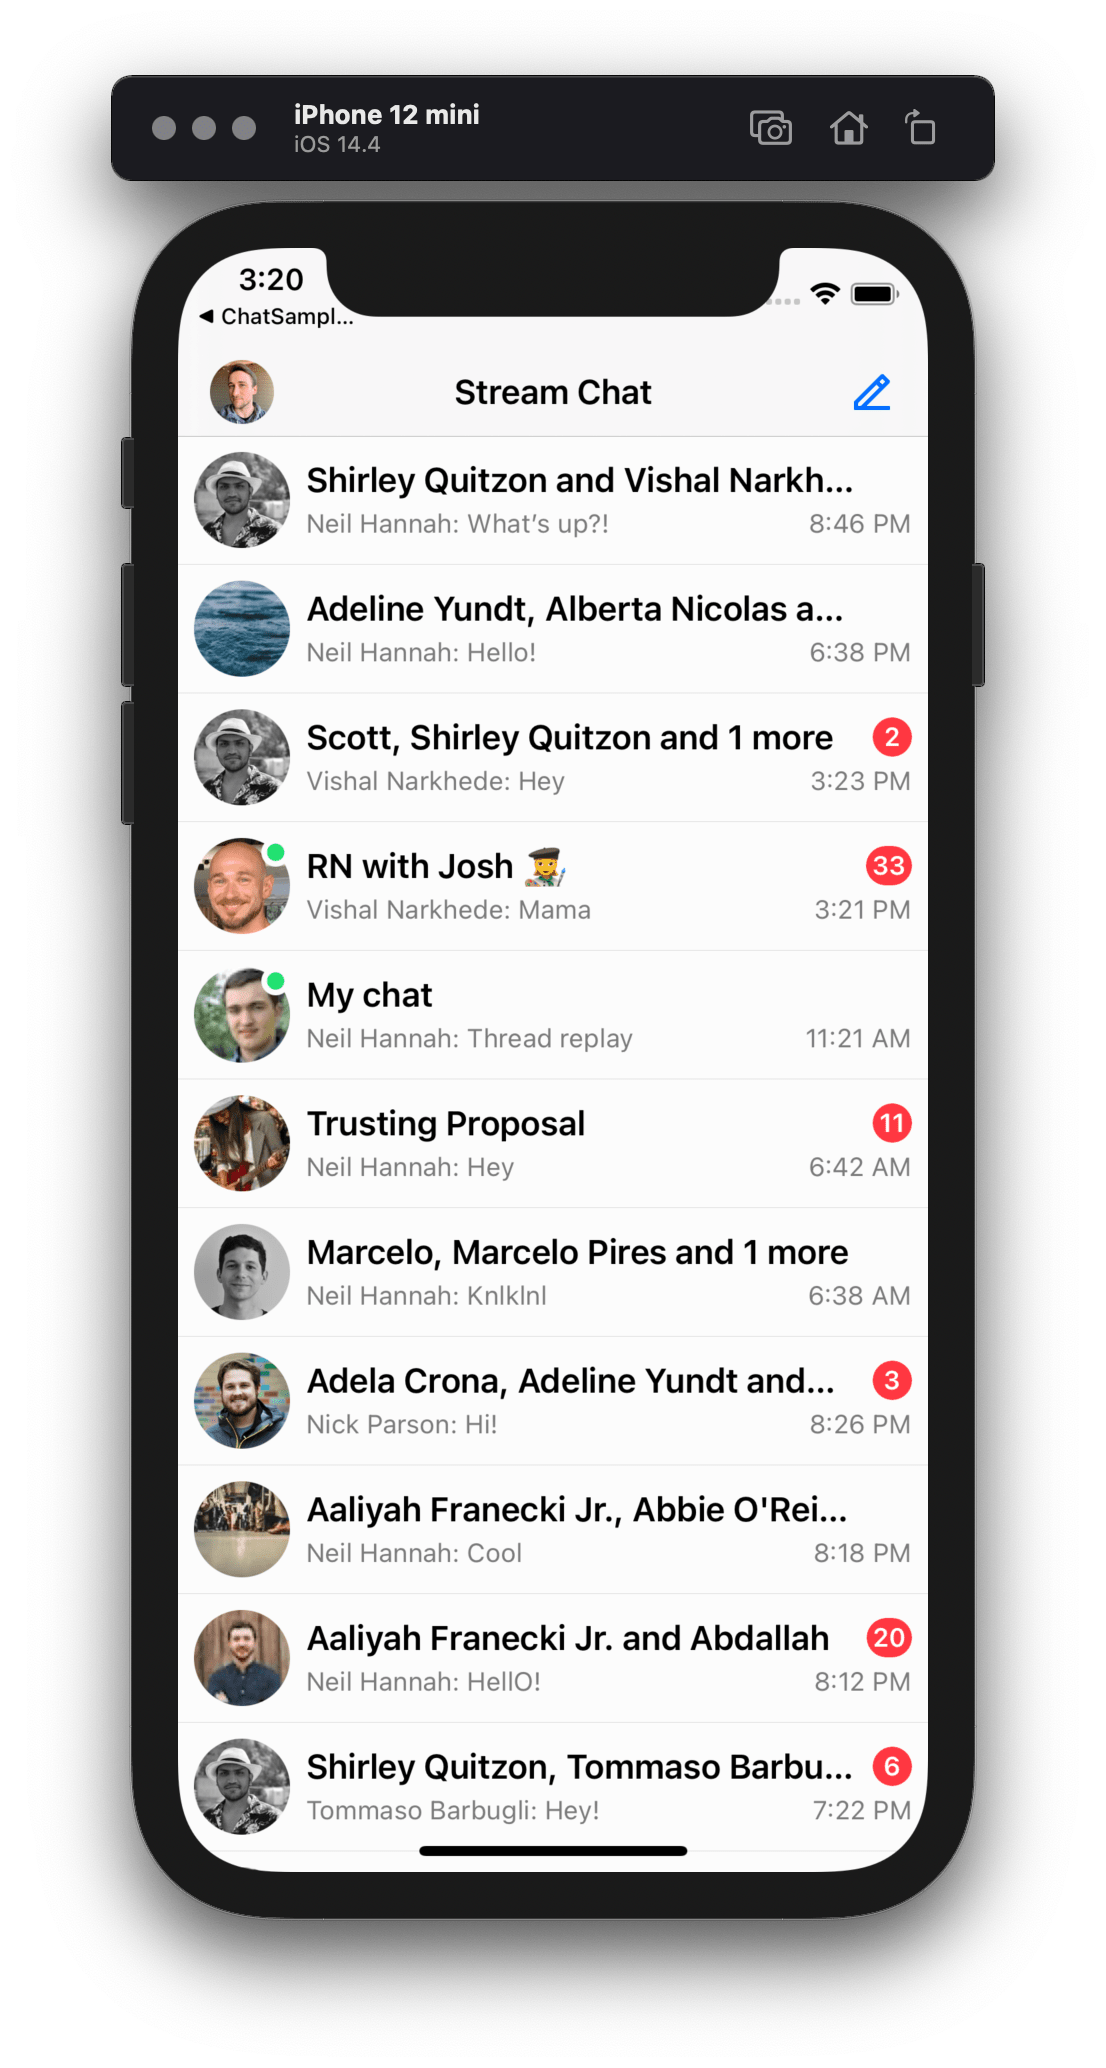 iPhone 12 mini
iOS 14.4
3:20
◀ ChatSampl...
Stream Chat
Shirley Quitzon and Vishal Narkh...
Neil Hannah: What’s up?!
8:46 PM
Adeline Yundt, Alberta Nicolas a...
Neil Hannah: Hello!
6:38 PM
Scott, Shirley Quitzon and 1 more
2
Vishal Narkhede: Hey
3:23 PM
RN with Josh 👩‍🎨
33
Vishal Narkhede: Mama
3:21 PM
My chat
Neil Hannah: Thread replay
11:21 AM
Trusting Proposal
11
Neil Hannah: Hey
6:42 AM
Marcelo, Marcelo Pires and 1 more
Neil Hannah: Knlklnl
6:38 AM
Adela Crona, Adeline Yundt and...
3
Nick Parson: Hi!
8:26 PM
Aaliyah Franecki Jr., Abbie O'Rei...
Neil Hannah: Cool
8:18 PM
Aaliyah Franecki Jr. and Abdallah
20
Neil Hannah: HellO!
8:12 PM
Shirley Quitzon, Tommaso Barbu...
6
Tommaso Barbugli: Hey!
7:22 PM